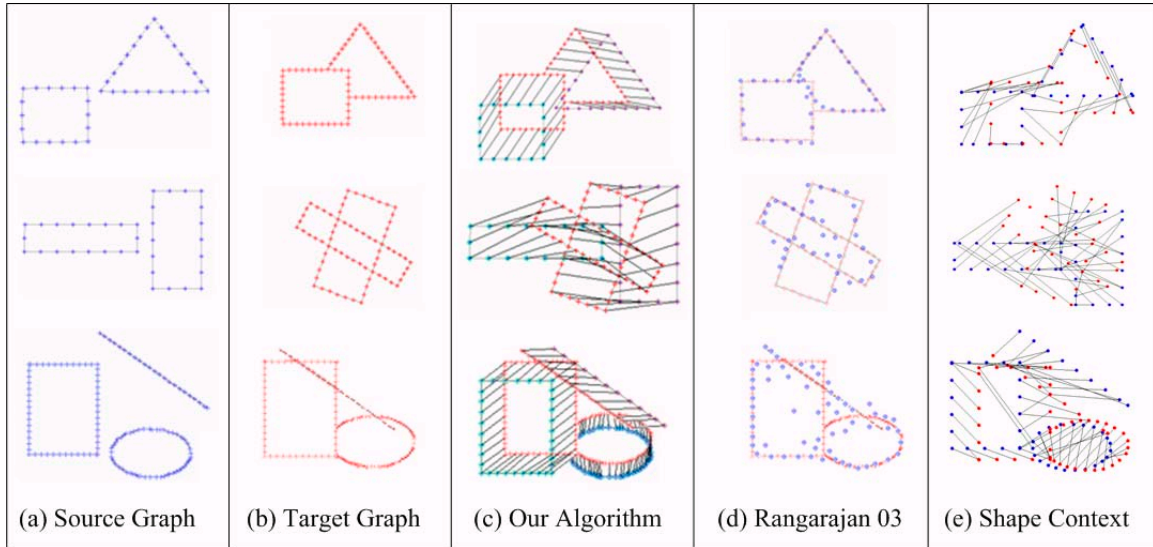 (a) Source Graph
(b) Target Graph
(c) Our Algorithm
(d) Rangarajan 03
(e) Shape Context